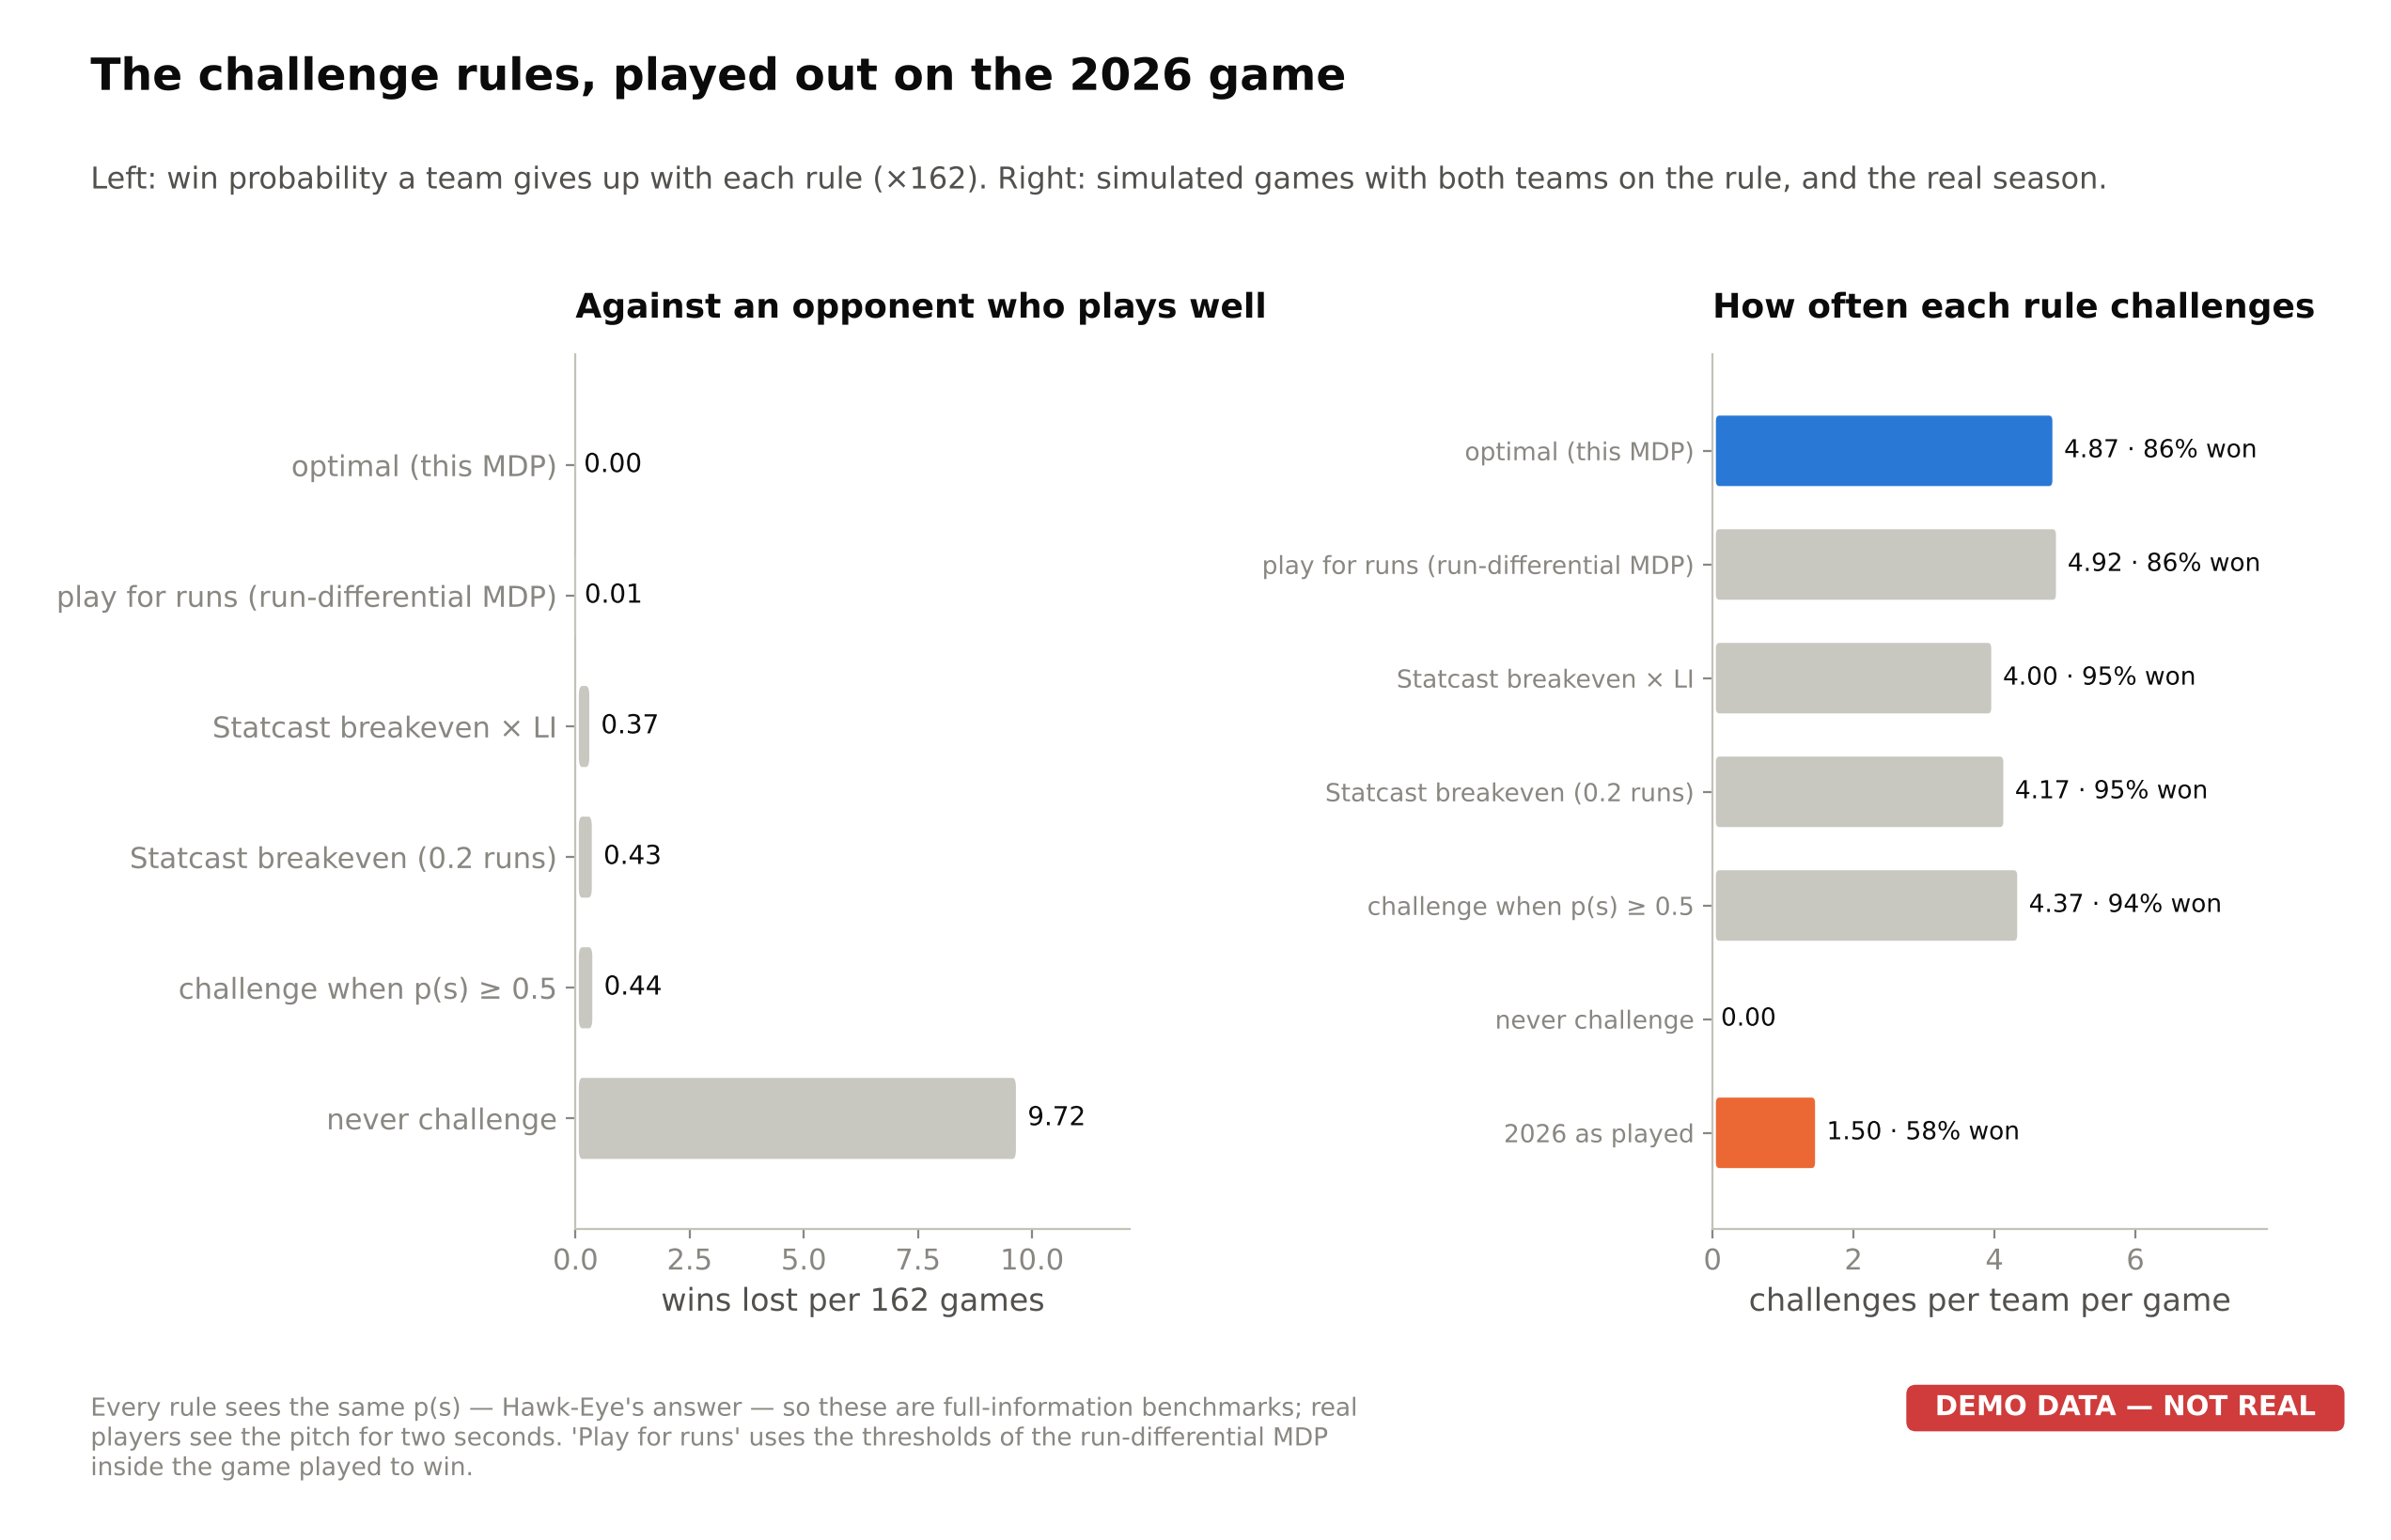 The challenge rules, played out on the 2026 game
Left: win probability a team gives up with each rule (×162). Right: simulated games with both teams on the rule, and the real season.
Against an opponent who plays well
optimal (this MDP)
0.00
play for runs (run-differential MDP)
0.01
Statcast breakeven × LI
0.37
Statcast breakeven (0.2 runs)
0.43
challenge when p(s) ≥ 0.5
0.44
never challenge
9.72
0.0 2.5 5.0 7.5 10.0
wins lost per 162 games
How often each rule challenges
optimal (this MDP)
4.87 · 86% won
play for runs (run-differential MDP)
4.92 · 86% won
Statcast breakeven × LI
4.00 · 95% won
Statcast breakeven (0.2 runs)
4.17 · 95% won
challenge when p(s) ≥ 0.5
4.37 · 94% won
never challenge
0.00
2026 as played
1.50 · 58% won
0 2 4 6
challenges per team per game
Every rule sees the same p(s) — Hawk-Eye's answer — so these are full-information benchmarks; real
players see the pitch for two seconds. 'Play for runs' uses the thresholds of the run-differential MDP
inside the game played to win.
DEMO DATA — NOT REAL